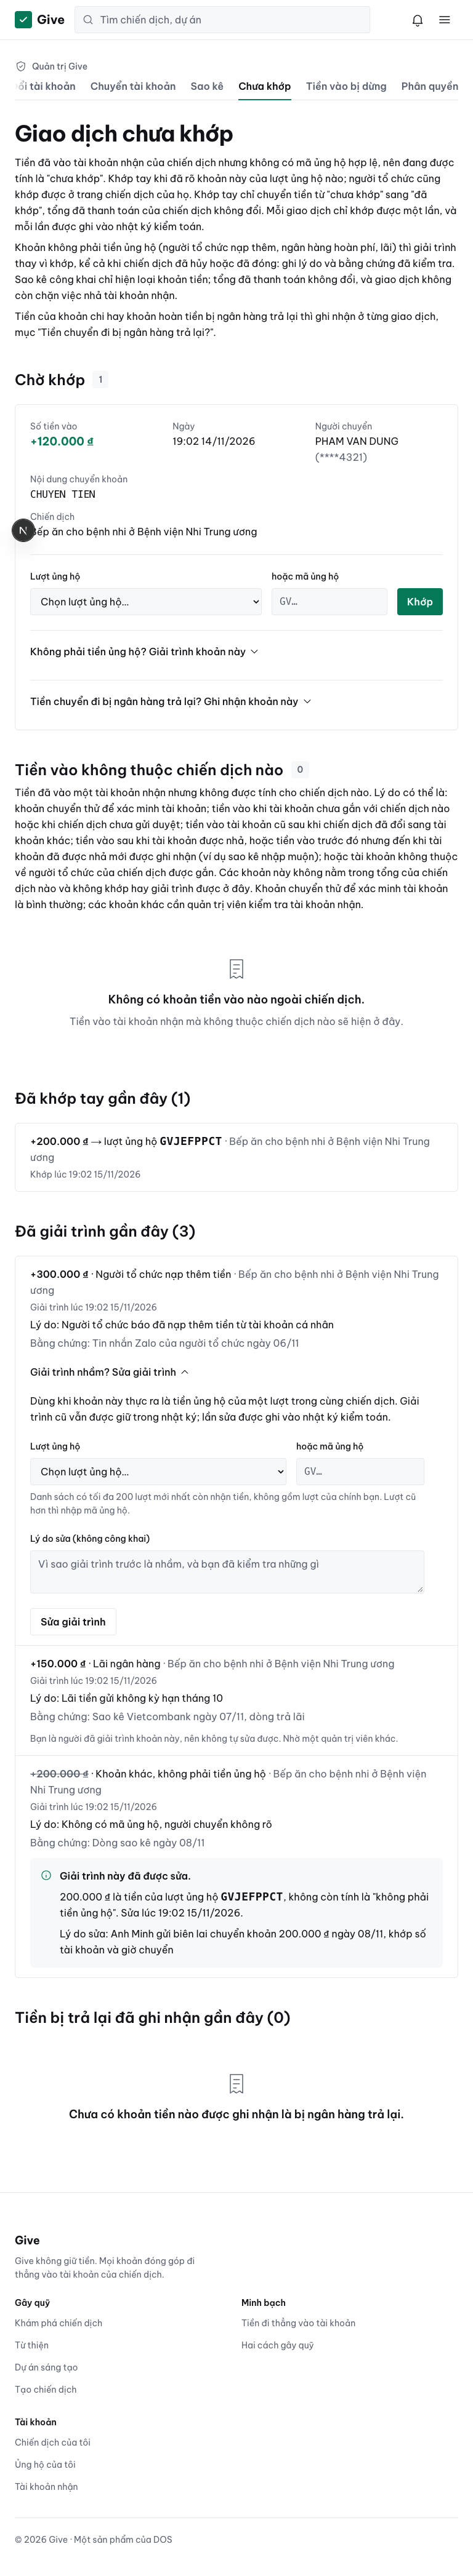 Give
Tìm chiến dịch, dự án
Quản trị Give
ổi tài khoản
Chuyển tài khoản
Sao kê
Chưa khớp
Tiền vào bị dừng
Phân quyền
Giao dịch chưa khớp
Tiền đã vào tài khoản nhận của chiến dịch nhưng không có mã ủng hộ hợp lệ, nên đang được
tính là "chưa khớp". Khớp tay khi đã rõ khoản này của lượt ủng hộ nào; người tổ chức cũng
khớp được ở trang chiến dịch của họ. Khớp tay chỉ chuyển tiền từ "chưa khớp" sang "đã
khớp", tổng đã thanh toán của chiến dịch không đổi. Mỗi giao dịch chỉ khớp được một lần, và
mỗi lần được ghi vào nhật ký kiểm toán.
Khoản không phải tiền ủng hộ (người tổ chức nạp thêm, ngân hàng hoàn phí, lãi) thì giải trình
thay vì khớp, kể cả khi chiến dịch đã hủy hoặc đã đóng: ghi lý do và bằng chứng đã kiểm tra.
Sao kê công khai chỉ hiện loại khoản tiền; tổng đã thanh toán không đổi, và giao dịch không
còn chặn việc nhả tài khoản nhận.
Tiền của khoản chi hay khoản hoàn tiền bị ngân hàng trả lại thì ghi nhận ở từng giao dịch,
mục "Tiền chuyển đi bị ngân hàng trả lại?".
Chờ khớp 1
Số tiền vào
+120.000 ₫
Ngày
19:02 14/11/2026
Người chuyển
PHAM VAN DUNG
(****4321)
Nội dung chuyển khoản
CHUYEN TIEN
Chiến dịch
Bếp ăn cho bệnh nhi ở Bệnh viện Nhi Trung ương
Lượt ủng hộ
Chọn lượt ủng hộ...
hoặc mã ủng hộ
GV…
Khớp
Không phải tiền ủng hộ? Giải trình khoản này
Tiền chuyển đi bị ngân hàng trả lại? Ghi nhận khoản này
Tiền vào không thuộc chiến dịch nào 0
Tiền đã vào một tài khoản nhận nhưng không được tính cho chiến dịch nào. Lý do có thể là:
khoản chuyển thử để xác minh tài khoản; tiền vào khi tài khoản chưa gắn với chiến dịch nào
hoặc khi chiến dịch chưa gửi duyệt; tiền vào tài khoản cũ sau khi chiến dịch đã đổi sang tài
khoản khác; tiền vào sau khi tài khoản được nhả, hoặc tiền vào trước đó nhưng đến khi tài
khoản đã được nhả mới được ghi nhận (ví dụ sao kê nhập muộn); hoặc tài khoản không thuộc
về người tổ chức của chiến dịch được gắn. Các khoản này không nằm trong tổng của chiến
dịch nào và không khớp hay giải trình được ở đây. Khoản chuyển thử để xác minh tài khoản
là bình thường; các khoản khác cần quản trị viên kiểm tra tài khoản nhận.
Không có khoản tiền vào nào ngoài chiến dịch.
Tiền vào tài khoản nhận mà không thuộc chiến dịch nào sẽ hiện ở đây.
Đã khớp tay gần đây (1)
+200.000 ₫ → lượt ủng hộ GVJEFPPCT · Bếp ăn cho bệnh nhi ở Bệnh viện Nhi Trung
ương
Khớp lúc 19:02 15/11/2026
Đã giải trình gần đây (3)
+300.000 ₫ · Người tổ chức nạp thêm tiền · Bếp ăn cho bệnh nhi ở Bệnh viện Nhi Trung
ương
Giải trình lúc 19:02 15/11/2026
Lý do: Người tổ chức báo đã nạp thêm tiền từ tài khoản cá nhân
Bằng chứng: Tin nhắn Zalo của người tổ chức ngày 06/11
Giải trình nhầm? Sửa giải trình
Dùng khi khoản này thực ra là tiền ủng hộ của một lượt trong cùng chiến dịch. Giải
trình cũ vẫn được giữ trong nhật ký; lần sửa được ghi vào nhật ký kiểm toán.
Lượt ủng hộ
Chọn lượt ủng hộ...
hoặc mã ủng hộ
GV…
Danh sách có tối đa 200 lượt mới nhất còn nhận tiền, không gồm lượt của chính bạn. Lượt cũ
hơn thì nhập mã ủng hộ.
Lý do sửa (không công khai)
Vì sao giải trình trước là nhầm, và bạn đã kiểm tra những gì
Sửa giải trình
+150.000 ₫ · Lãi ngân hàng · Bếp ăn cho bệnh nhi ở Bệnh viện Nhi Trung ương
Giải trình lúc 19:02 15/11/2026
Lý do: Lãi tiền gửi không kỳ hạn tháng 10
Bằng chứng: Sao kê Vietcombank ngày 07/11, dòng trả lãi
Bạn là người đã giải trình khoản này, nên không tự sửa được. Nhờ một quản trị viên khác.
+200.000 ₫ · Khoản khác, không phải tiền ủng hộ · Bếp ăn cho bệnh nhi ở Bệnh viện
Nhi Trung ương
Giải trình lúc 19:02 15/11/2026
Lý do: Không có mã ủng hộ, người chuyển không rõ
Bằng chứng: Dòng sao kê ngày 08/11
Giải trình này đã được sửa.
200.000 ₫ là tiền của lượt ủng hộ GVJEFPPCT, không còn tính là "không phải
tiền ủng hộ". Sửa lúc 19:02 15/11/2026.
Lý do sửa: Anh Minh gửi biên lai chuyển khoản 200.000 ₫ ngày 08/11, khớp số
tài khoản và giờ chuyển
Tiền bị trả lại đã ghi nhận gần đây (0)
Chưa có khoản tiền nào được ghi nhận là bị ngân hàng trả lại.
Give
Give không giữ tiền. Mọi khoản đóng góp đi
thẳng vào tài khoản của chiến dịch.
Gây quỹ
Khám phá chiến dịch
Từ thiện
Dự án sáng tạo
Tạo chiến dịch
Minh bạch
Tiền đi thẳng vào tài khoản
Hai cách gây quỹ
Tài khoản
Chiến dịch của tôi
Ủng hộ của tôi
Tài khoản nhận
© 2026 Give · Một sản phẩm của DOS